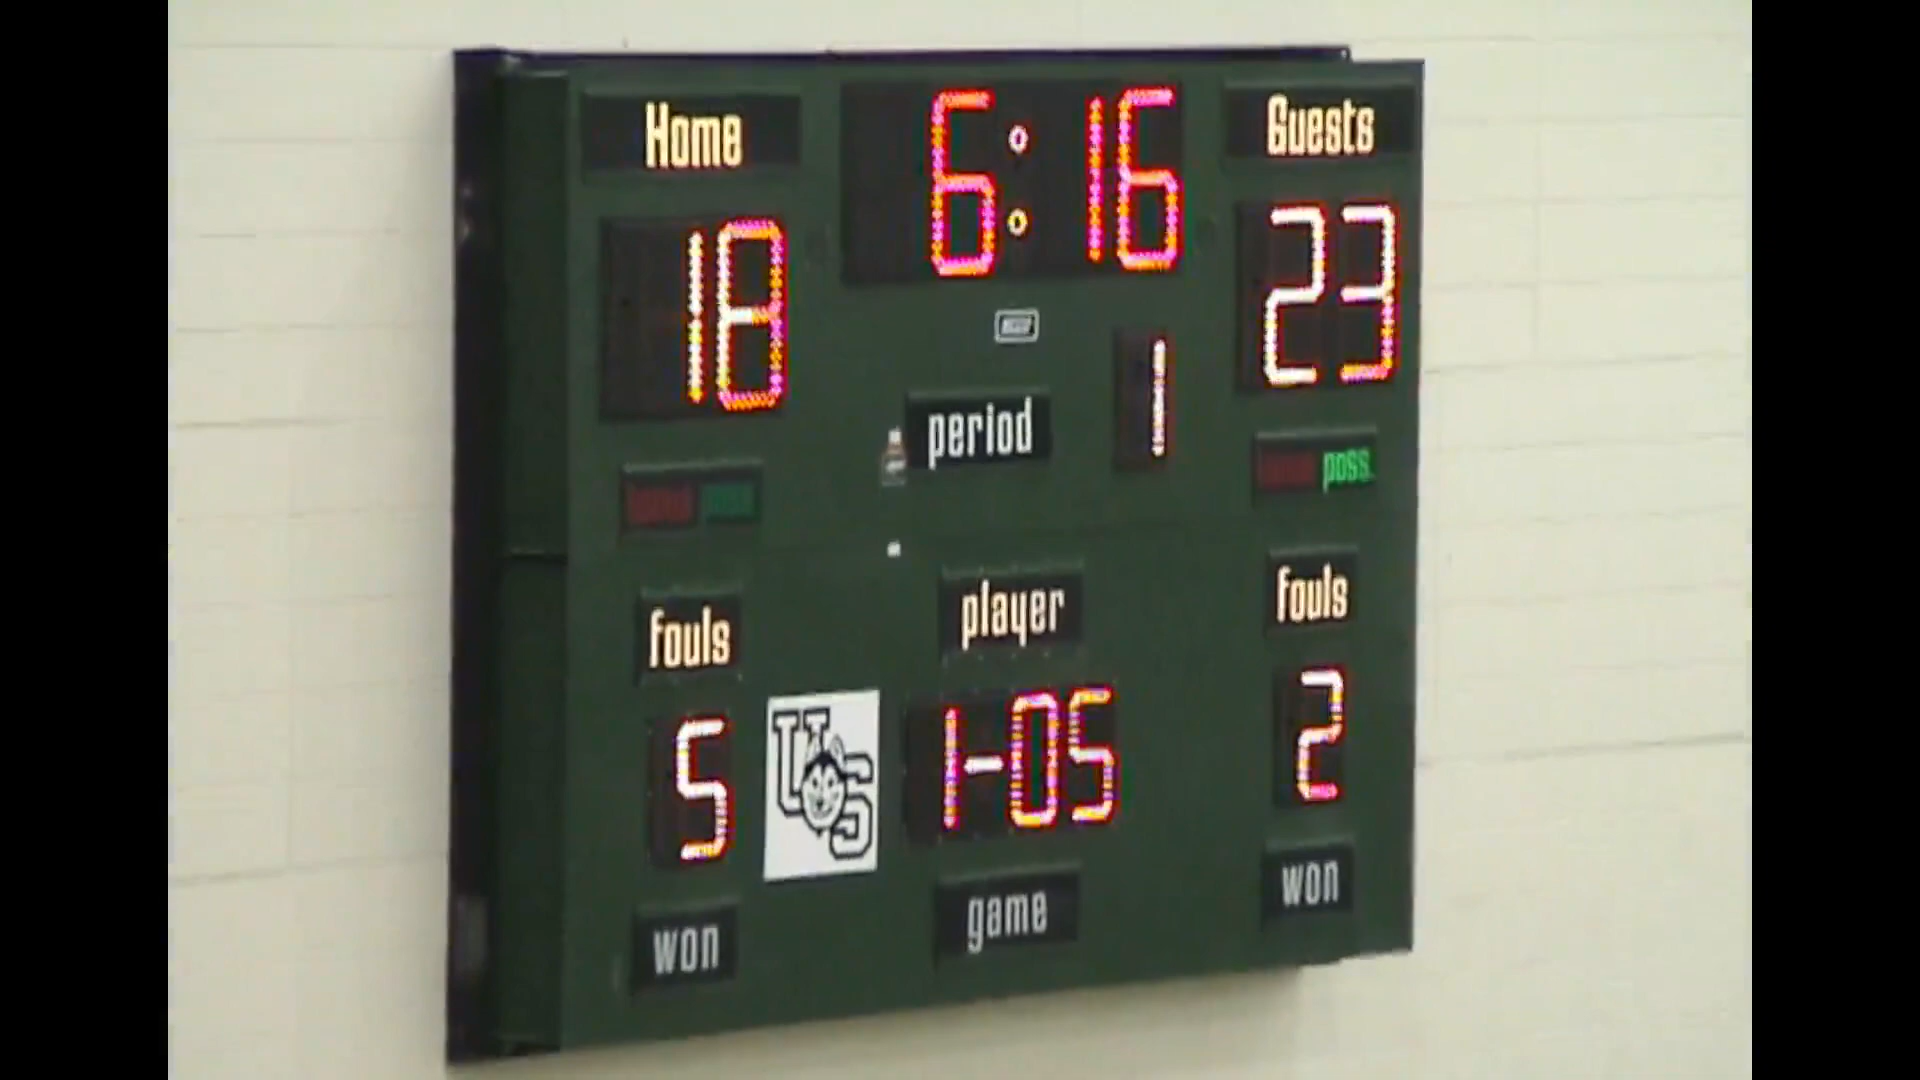 Home 6:16 Guests
18 23
period 1
poss.
fouls player fouls
5 1-05 2
US
won game won